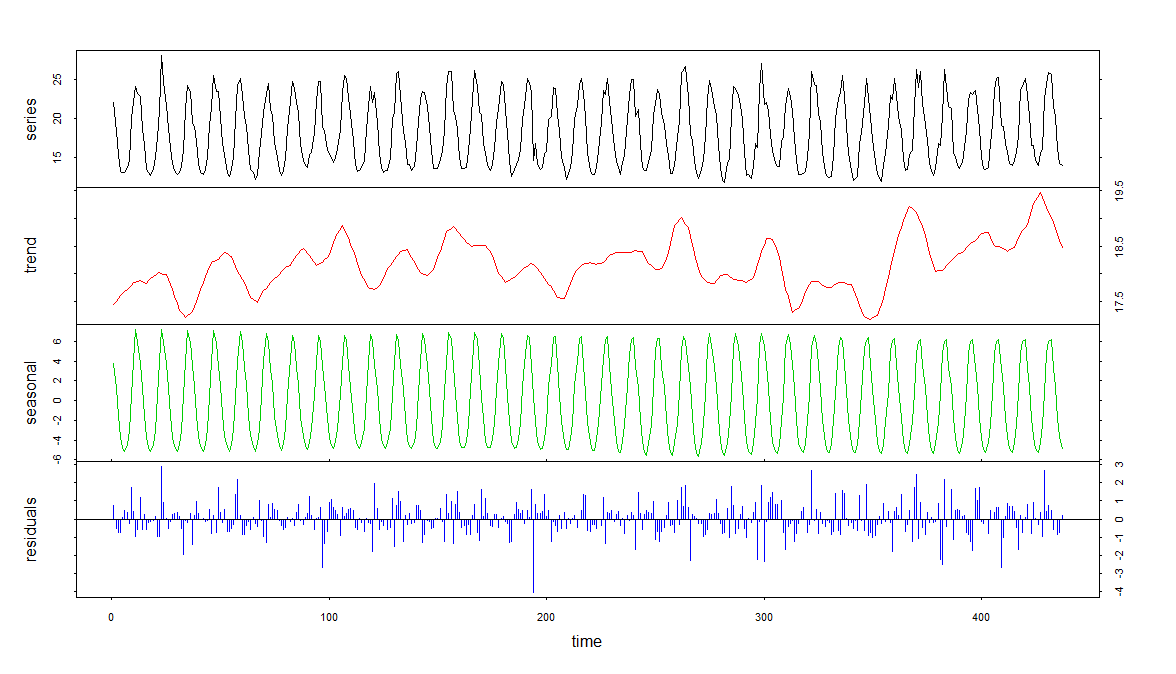 series
15 20 25
trend
17.5 18.5 19.5
seasonal
-6 -4 -2 0 2 4 6
residuals
-4 -3 -2 -1 0 1 2 3
0 100 200 300 400
time